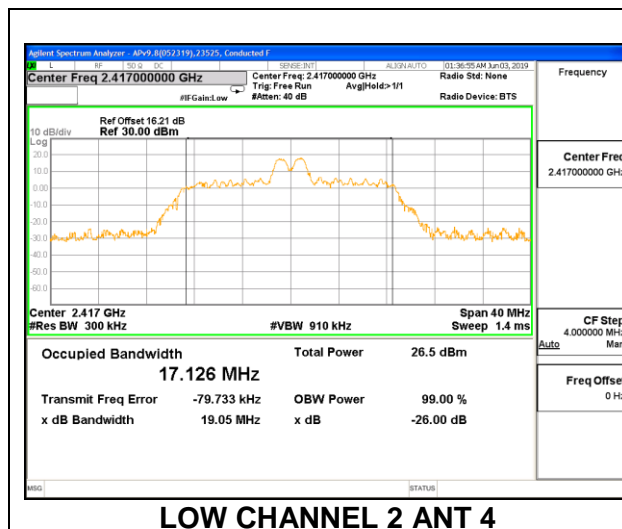 Agilent Spectrum Analyzer - APv9.8(052319),23525, Conducted F
L RF 50 Ω DC SENSE:INT ALIGN AUTO 01:36:55 AM Jun 03, 2019
Center Freq 2.417000000 GHz
Center Freq: 2.417000000 GHz Radio Std: None
Trig: Free Run Avg|Hold:>1/1
#IFGain:Low #Atten: 40 dB Radio Device: BTS
Frequency
Ref Offset 16.21 dB
10 dB/div Ref 30.00 dBm
Log
20.0
10.0
0.00
-10.0
-20.0
-30.0
-40.0
-50.0
-60.0
Center Freq
2.417000000 GHz
Center 2.417 GHz Span 40 MHz
#Res BW 300 kHz #VBW 910 kHz Sweep 1.4 ms
CF Step
4.000000 MHz
Auto Man
Occupied Bandwidth Total Power 26.5 dBm
17.126 MHz
Transmit Freq Error -79.733 kHz OBW Power 99.00 %
x dB Bandwidth 19.05 MHz x dB -26.00 dB
Freq Offset
0 Hz
MSG STATUS
LOW CHANNEL 2 ANT 4